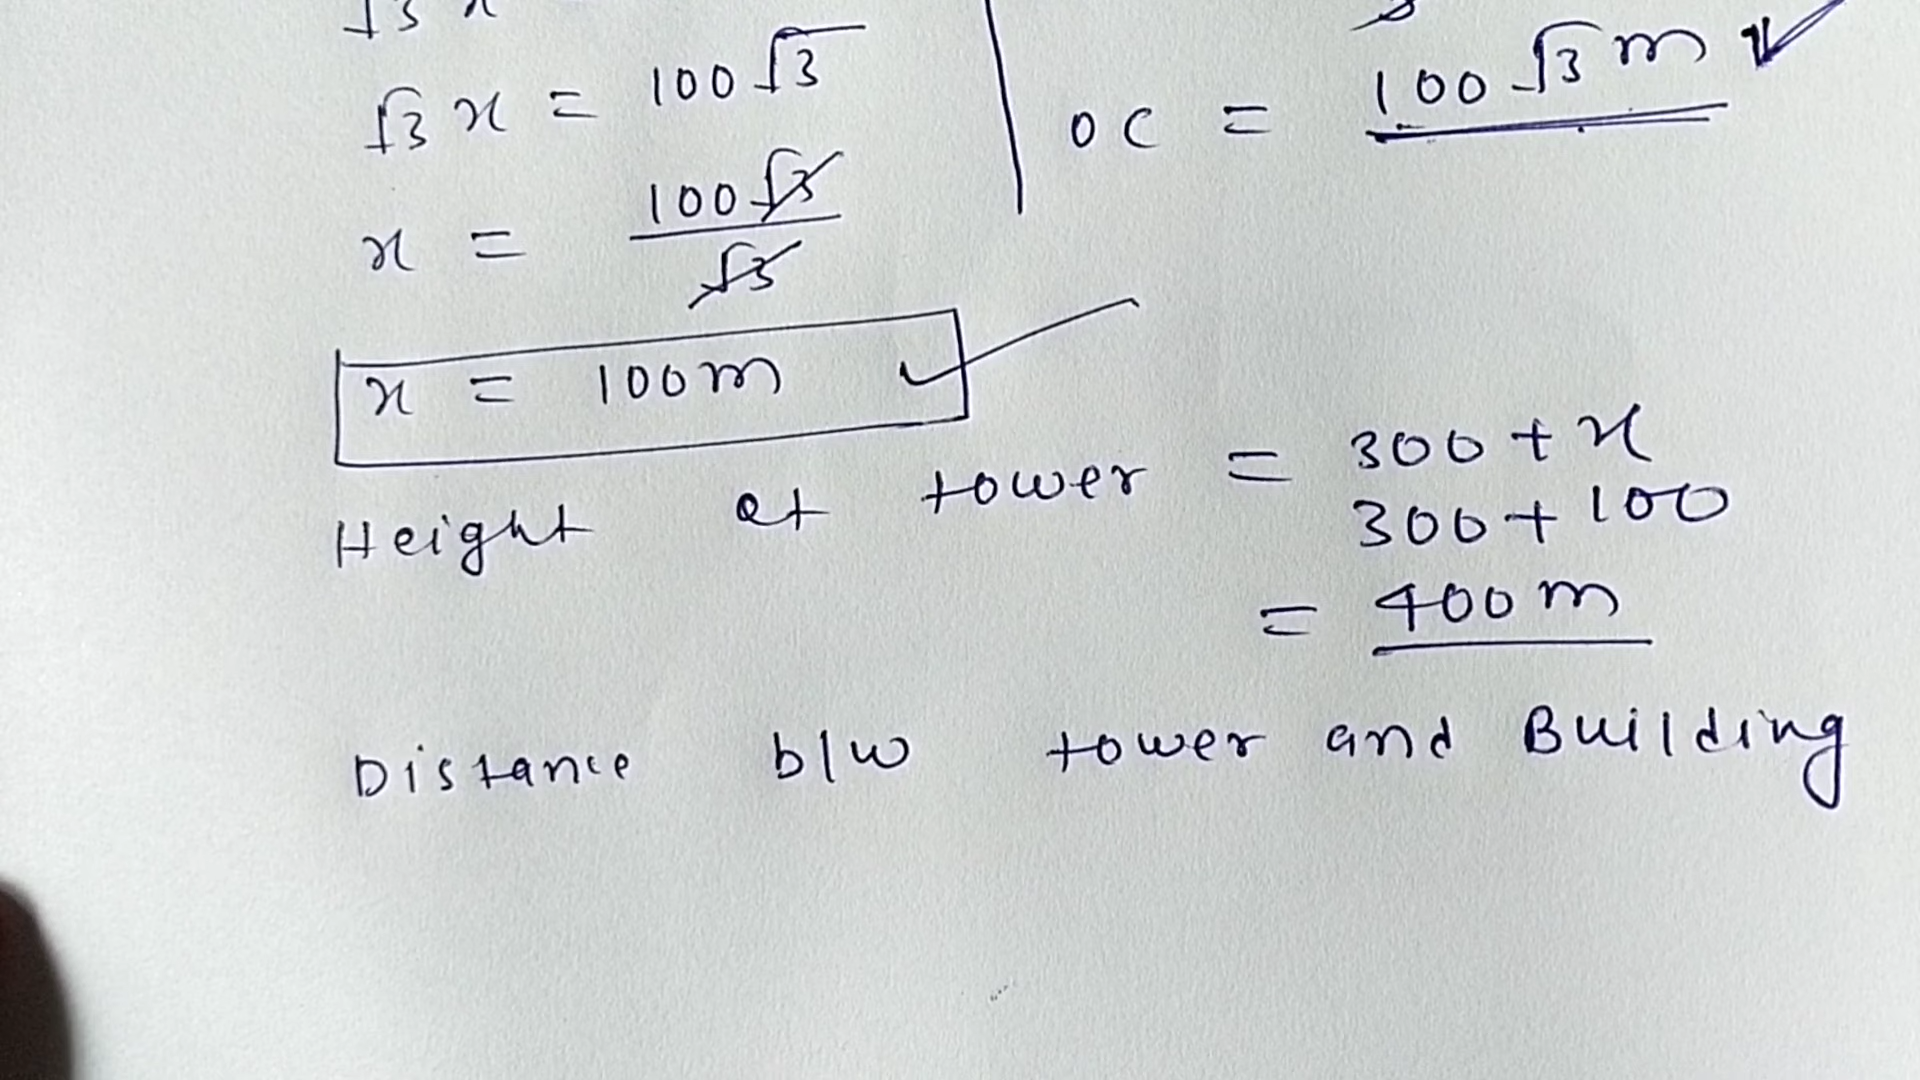 √3 x
√3 x = 100√3
x = 100√3 / √3
x = 100m
OC = 100√3 m
Height of tower = 300 + x
300 + 100
= 400 m
Distance b/w tower and Building